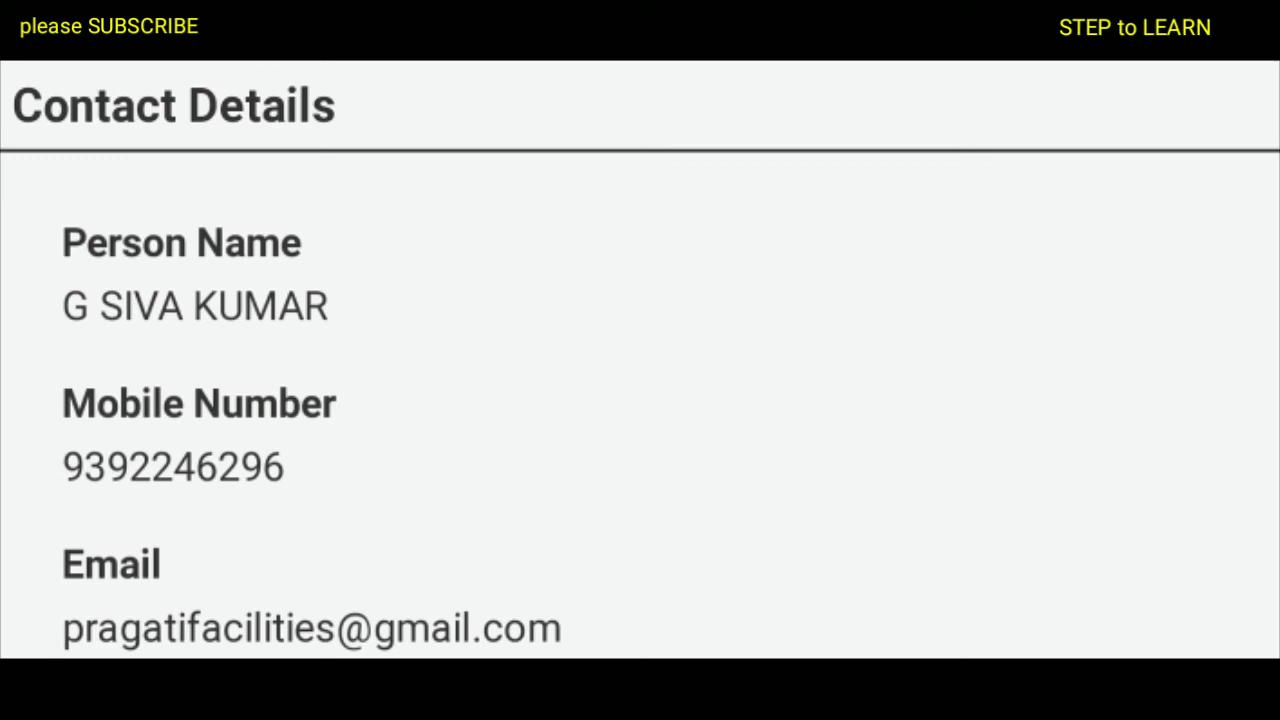 please SUBSCRIBE
STEP to LEARN
Contact Details
Person Name
G SIVA KUMAR
Mobile Number
9392246296
Email
pragatifacilities@gmail.com